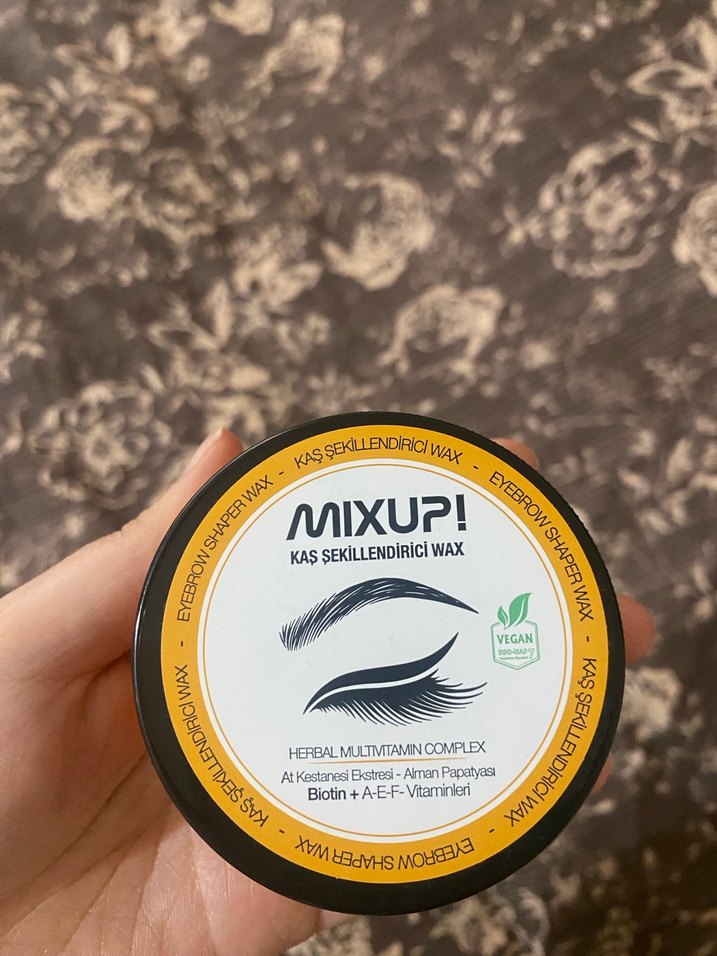 KAŞ ŞEKİLLENDİRİCİ WAX - EYEBROW SHAPER WAX - KAŞ ŞEKİLLENDİRİCİ WAX - EYEBROW SHAPER WAX - KAŞ ŞEKİLLENDİRİCİ WAX - EYEBROW SHAPER WAX -
MIXUP!
KAŞ ŞEKİLLENDİRİCİ WAX
VEGAN
HERBAL MULTIVITAMIN COMPLEX
At Kestanesi Ekstresi - Alman Papatyası
Biotin + A-E-F- Vitaminleri